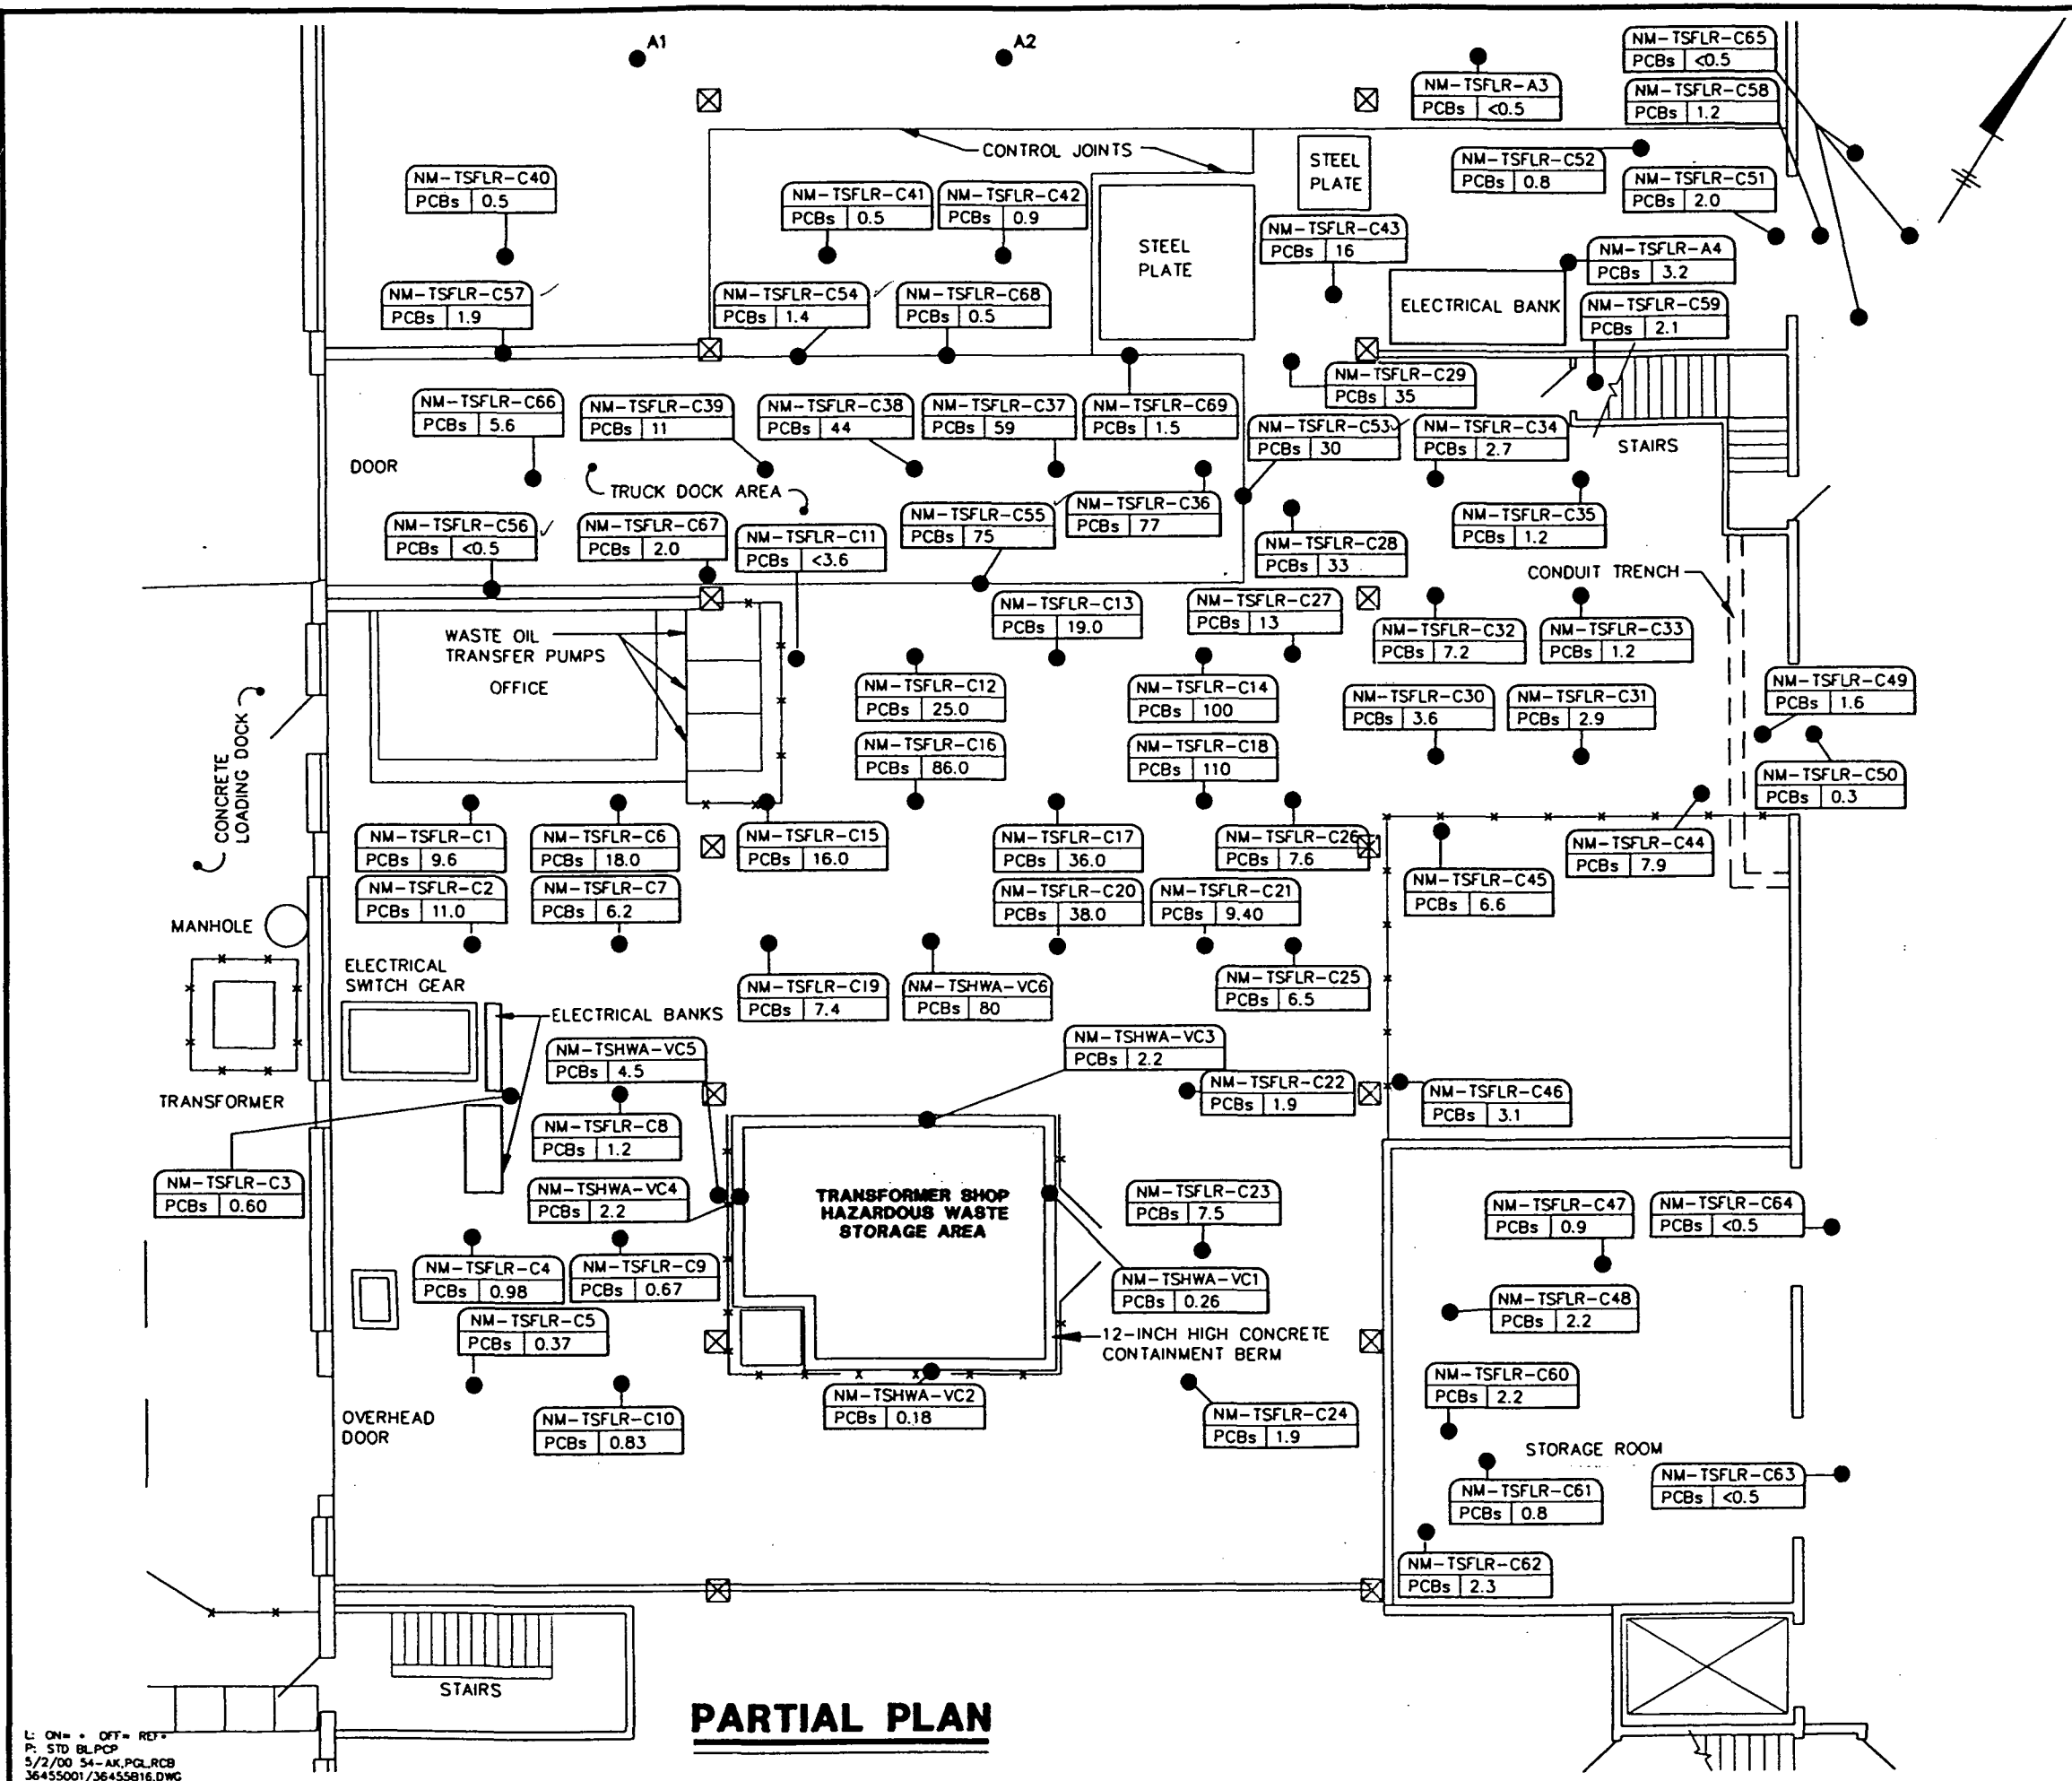 A1
A2
NM-TSFLR-C65
PCBs <0.5
NM-TSFLR-A3
PCBs <0.5
NM-TSFLR-C58
PCBs 1.2
CONTROL JOINTS
STEEL
PLATE
NM-TSFLR-C52
PCBs 0.8
NM-TSFLR-C51
PCBs 2.0
NM-TSFLR-C40
PCBs 0.5
NM-TSFLR-C41
PCBs 0.5
NM-TSFLR-C42
PCBs 0.9
STEEL
PLATE
NM-TSFLR-C43
PCBs 16
NM-TSFLR-A4
PCBs 3.2
NM-TSFLR-C57
PCBs 1.9
NM-TSFLR-C54
PCBs 1.4
NM-TSFLR-C68
PCBs 0.5
ELECTRICAL BANK
NM-TSFLR-C59
PCBs 2.1
NM-TSFLR-C29
PCBs 35
NM-TSFLR-C66
PCBs 5.6
NM-TSFLR-C39
PCBs 11
NM-TSFLR-C38
PCBs 44
NM-TSFLR-C37
PCBs 59
NM-TSFLR-C69
PCBs 1.5
NM-TSFLR-C53
PCBs 30
NM-TSFLR-C34
PCBs 2.7
STAIRS
DOOR
TRUCK DOCK AREA
NM-TSFLR-C56
PCBs <0.5
NM-TSFLR-C67
PCBs 2.0
NM-TSFLR-C11
PCBs <3.6
NM-TSFLR-C55
PCBs 75
NM-TSFLR-C36
PCBs 77
NM-TSFLR-C28
PCBs 33
NM-TSFLR-C35
PCBs 1.2
CONDUIT TRENCH
WASTE OIL
TRANSFER PUMPS
OFFICE
NM-TSFLR-C13
PCBs 19.0
NM-TSFLR-C27
PCBs 13
NM-TSFLR-C32
PCBs 7.2
NM-TSFLR-C33
PCBs 1.2
NM-TSFLR-C12
PCBs 25.0
NM-TSFLR-C14
PCBs 100
NM-TSFLR-C30
PCBs 3.6
NM-TSFLR-C31
PCBs 2.9
NM-TSFLR-C49
PCBs 1.6
CONCRETE
LOADING DOCK
NM-TSFLR-C16
PCBs 86.0
NM-TSFLR-C18
PCBs 110
NM-TSFLR-C50
PCBs 0.3
NM-TSFLR-C1
PCBs 9.6
NM-TSFLR-C6
PCBs 18.0
NM-TSFLR-C15
PCBs 16.0
NM-TSFLR-C17
PCBs 36.0
NM-TSFLR-C26
PCBs 7.6
NM-TSFLR-C44
PCBs 7.9
NM-TSFLR-C2
PCBs 11.0
NM-TSFLR-C7
PCBs 6.2
NM-TSFLR-C20
PCBs 38.0
NM-TSFLR-C21
PCBs 9.40
NM-TSFLR-C45
PCBs 6.6
MANHOLE
ELECTRICAL
SWITCH GEAR
NM-TSFLR-C19
PCBs 7.4
NM-TSHWA-VC6
PCBs 80
NM-TSFLR-C25
PCBs 6.5
ELECTRICAL BANKS
NM-TSHWA-VC5
PCBs 4.5
NM-TSHWA-VC3
PCBs 2.2
NM-TSFLR-C22
PCBs 1.9
NM-TSFLR-C46
PCBs 3.1
TRANSFORMER
NM-TSFLR-C8
PCBs 1.2
NM-TSFLR-C3
PCBs 0.60
NM-TSHWA-VC4
PCBs 2.2
TRANSFORMER SHOP
HAZARDOUS WASTE
STORAGE AREA
NM-TSFLR-C23
PCBs 7.5
NM-TSFLR-C47
PCBs 0.9
NM-TSFLR-C64
PCBs <0.5
NM-TSFLR-C4
PCBs 0.98
NM-TSFLR-C9
PCBs 0.67
NM-TSHWA-VC1
PCBs 0.26
NM-TSFLR-C48
PCBs 2.2
NM-TSFLR-C5
PCBs 0.37
12-INCH HIGH CONCRETE
CONTAINMENT BERM
NM-TSFLR-C60
PCBs 2.2
NM-TSHWA-VC2
PCBs 0.18
OVERHEAD
DOOR
NM-TSFLR-C10
PCBs 0.83
NM-TSFLR-C24
PCBs 1.9
STORAGE ROOM
NM-TSFLR-C63
PCBs <0.5
NM-TSFLR-C61
PCBs 0.8
NM-TSFLR-C62
PCBs 2.3
STAIRS
PARTIAL PLAN
L: ON= * OFF= REF*
P: STD BL.PCP
5/2/00 54-AK,PGL,RCB
36455001/36455B16.DWG